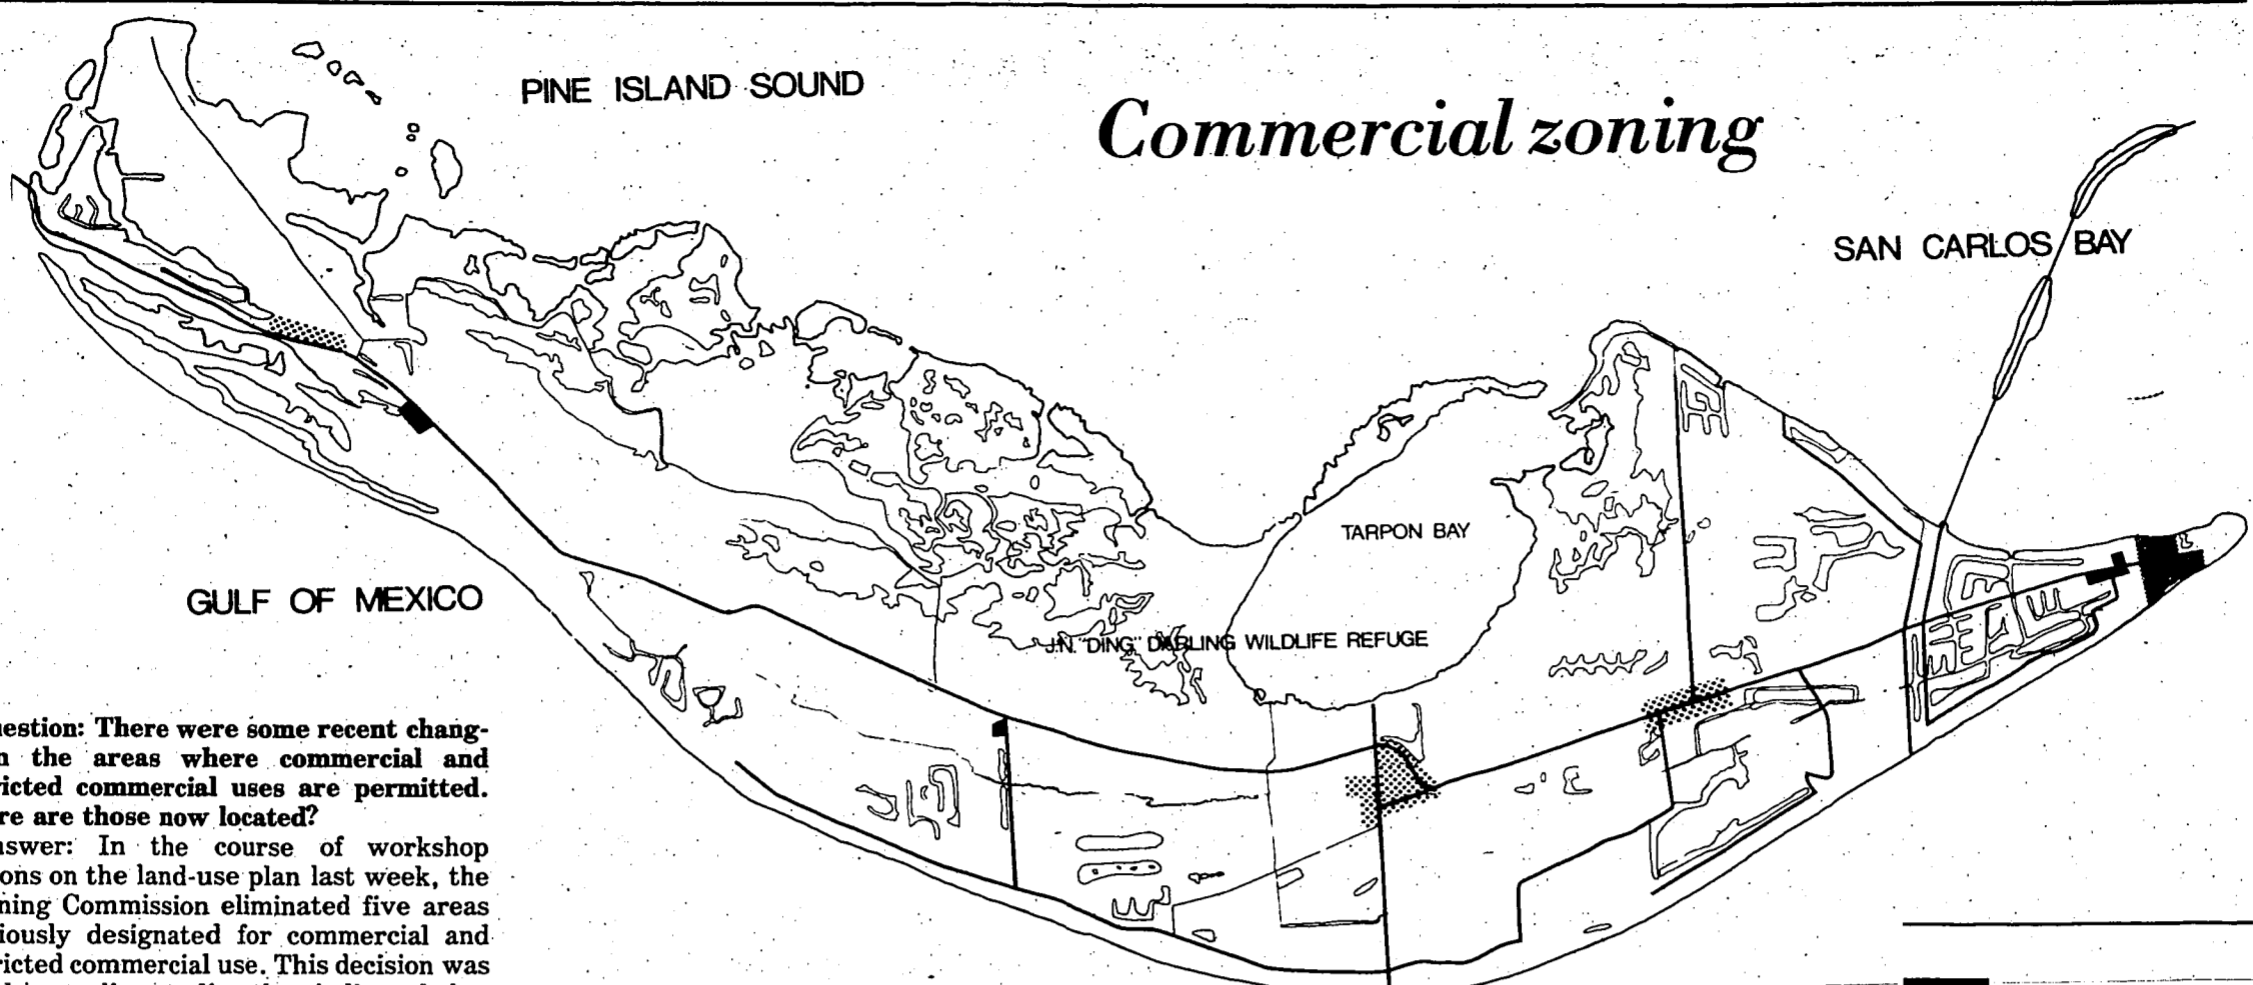 PINE ISLAND SOUND
Commercial zoning
SAN CARLOS BAY
TARPON BAY
GULF OF MEXICO
J.N. "DING" DARLING WILDLIFE REFUGE
uestion: There were some recent chang-
n the areas where commercial and
ricted commercial uses are permitted.
re are those now located?
nswer: In the course of workshop
ons on the land-use plan last week, the
ning Commission eliminated five areas
iously designated for commercial and
ricted commercial use. This decision was